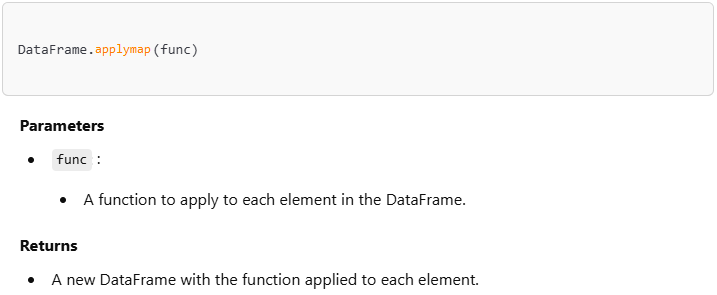 DataFrame.applymap(func)
Parameters
• func :
• A function to apply to each element in the DataFrame.
Returns
• A new DataFrame with the function applied to each element.